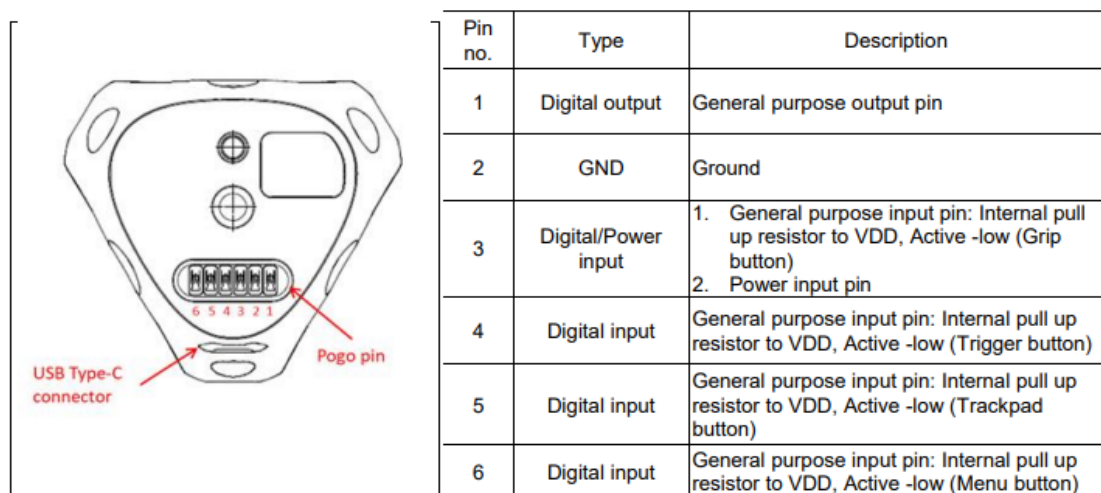 6 5 4 3 2 1
Pogo pin
USB Type-C
connector
Pin
no.
Type
Description
1
Digital output
General purpose output pin
2
GND
Ground
3
Digital/Power
input
1. General purpose input pin: Internal pull
up resistor to VDD, Active -low (Grip
button)
2. Power input pin
4
Digital input
General purpose input pin: Internal pull up
resistor to VDD, Active -low (Trigger button)
5
Digital input
General purpose input pin: Internal pull up
resistor to VDD, Active -low (Trackpad
button)
6
Digital input
General purpose input pin: Internal pull up
resistor to VDD, Active -low (Menu button)